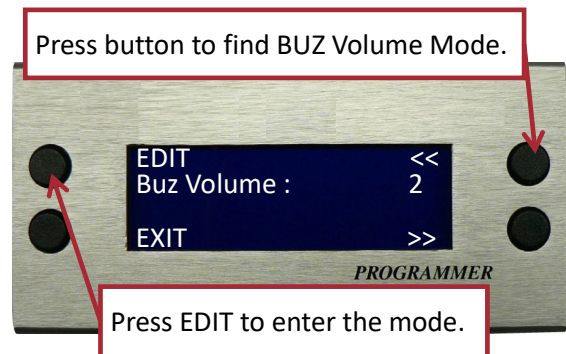 Press button to find BUZ Volume Mode.
EDIT <<
Buz Volume : 2
EXIT >>
PROGRAMMER
Press EDIT to enter the mode.